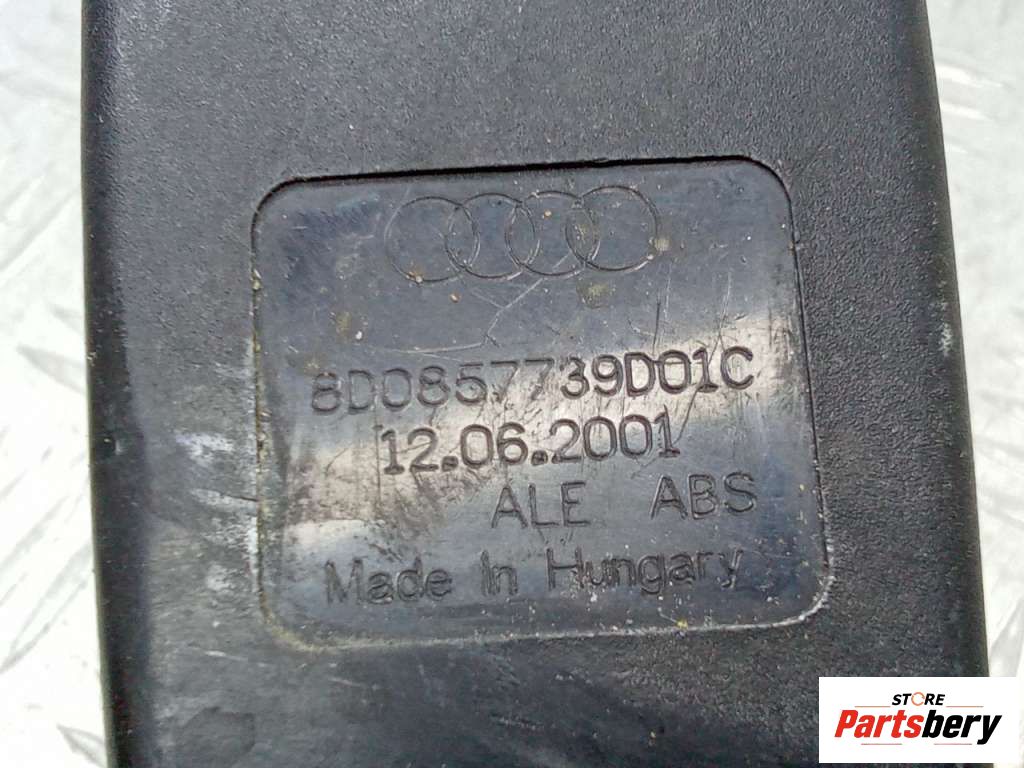 8D0857739D01C
12.06.2001
ALE ABS
Made In Hungary
STORE
Partsbery